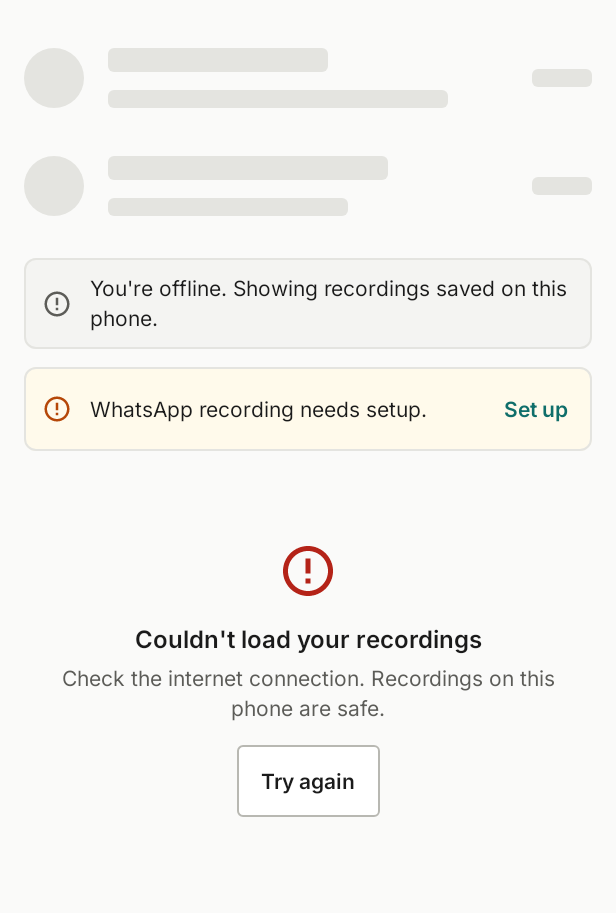 You're offline. Showing recordings saved on this
phone.
WhatsApp recording needs setup.
Set up
Couldn't load your recordings
Check the internet connection. Recordings on this
phone are safe.
Try again